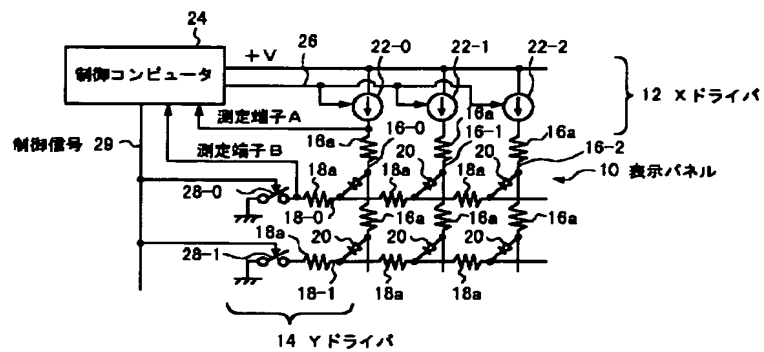 24
+V 26 22-0 22-1 22-2
制御コンピュータ
12 Xドライバ
測定端子A
16a 16-0 16a 16-1 16a
制御信号 29
測定端子B
20 20 20 16-2
28-0 18a 18a 18a
10 表示パネル
18-0 16a 16a 16a
18a 20 20 20
28-1
18-1 18a 18a
14 Yドライバ